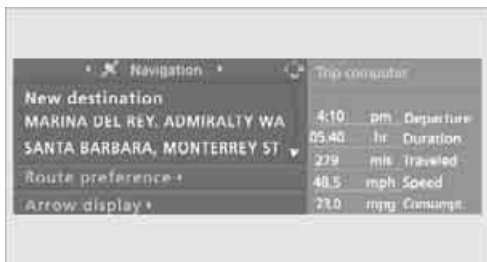 Navigation
New destination
MARINA DEL REY, ADMIRALTY WA
SANTA BARBARA, MONTERREY ST
Route preference
Arrow display
Trip computer
4:10 pm Departure
05.40 hr Duration
279 mls Traveled
48.5 mph Speed
23.0 mpg Consumpt.